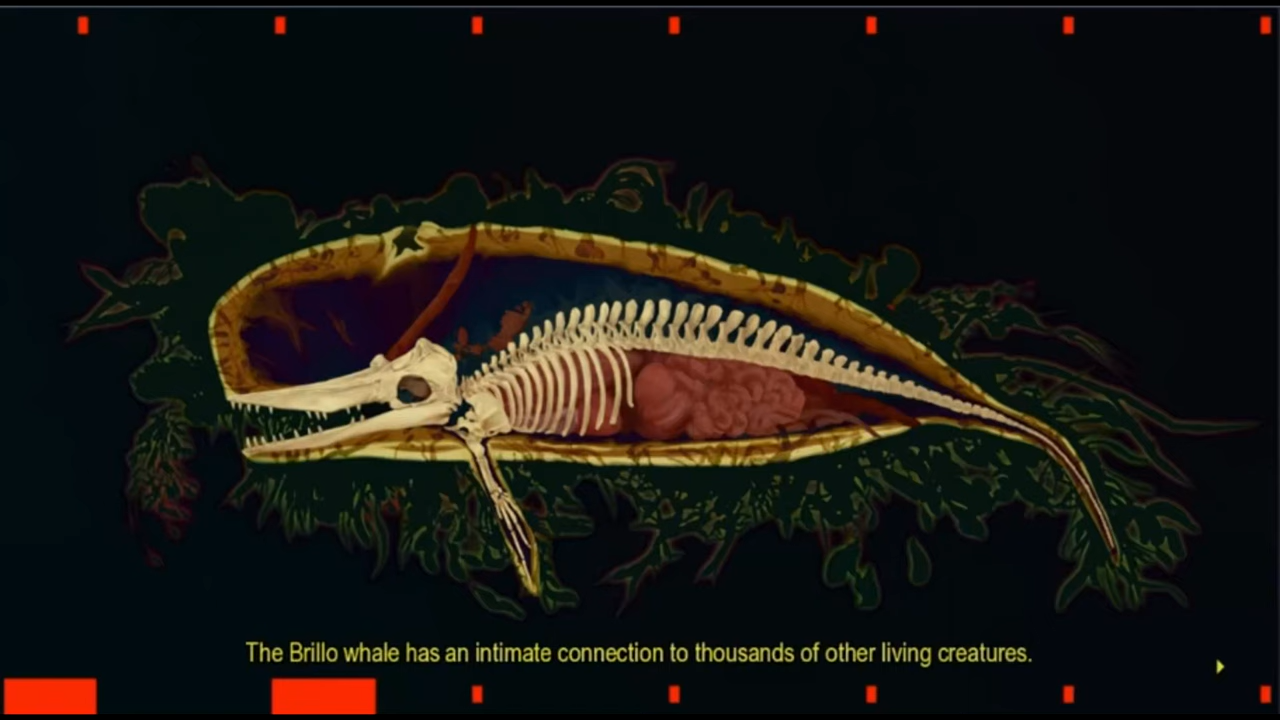 The Brillo whale has an intimate connection to thousands of other living creatures.